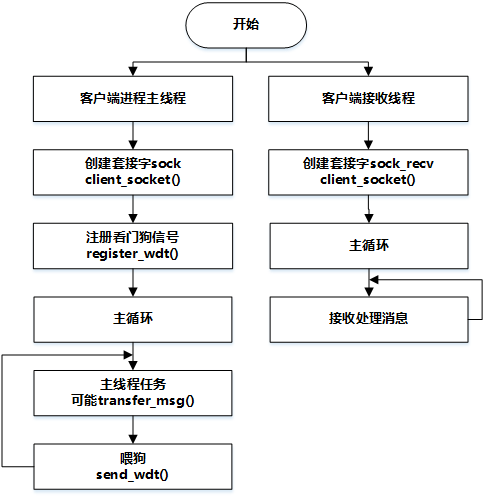 开始
客户端进程主线程
客户端接收线程
创建套接字sock
client_socket()
创建套接字sock_recv
client_socket()
注册看门狗信号
register_wdt()
主循环
主循环
接收处理消息
主线程任务
可能transfer_msg()
喂狗
send_wdt()